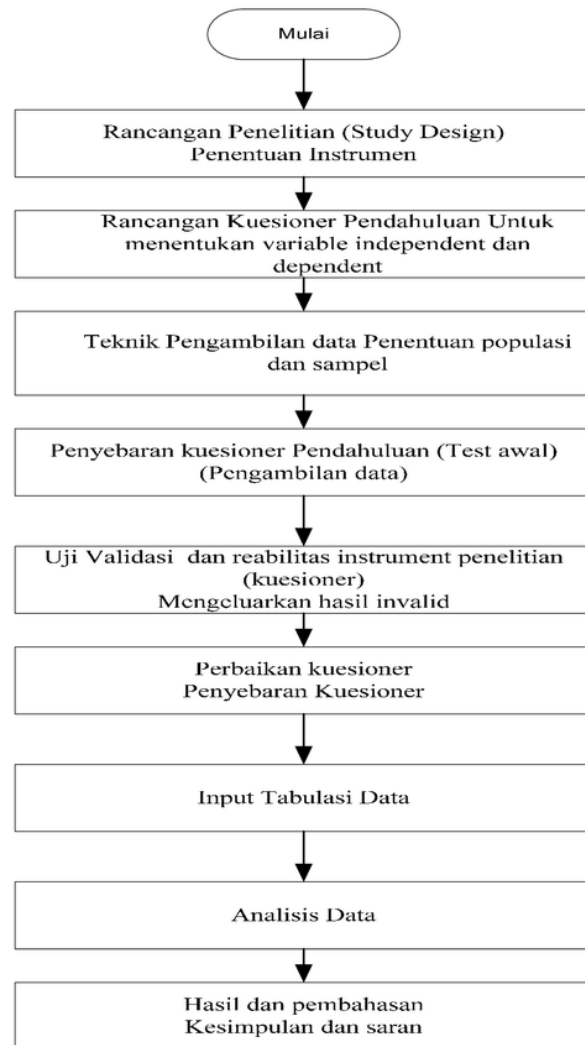 Mulai
Rancangan Penelitian (Study Design)
Penentuan Instrumen
Rancangan Kuesioner Pendahuluan Untuk
menentukan variable independent dan
dependent
Teknik Pengambilan data Penentuan populasi
dan sampel
Penyebaran kuesioner Pendahuluan (Test awal)
(Pengambilan data)
Uji Validasi dan reabilitas instrument penelitian
(kuesioner)
Mengeluarkan hasil invalid
Perbaikan kuesioner
Penyebaran Kuesioner
Input Tabulasi Data
Analisis Data
Hasil dan pembahasan
Kesimpulan dan saran